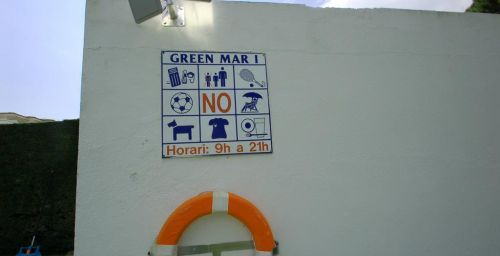 GREEN MAR I
NO
Horari: 9h a 21h